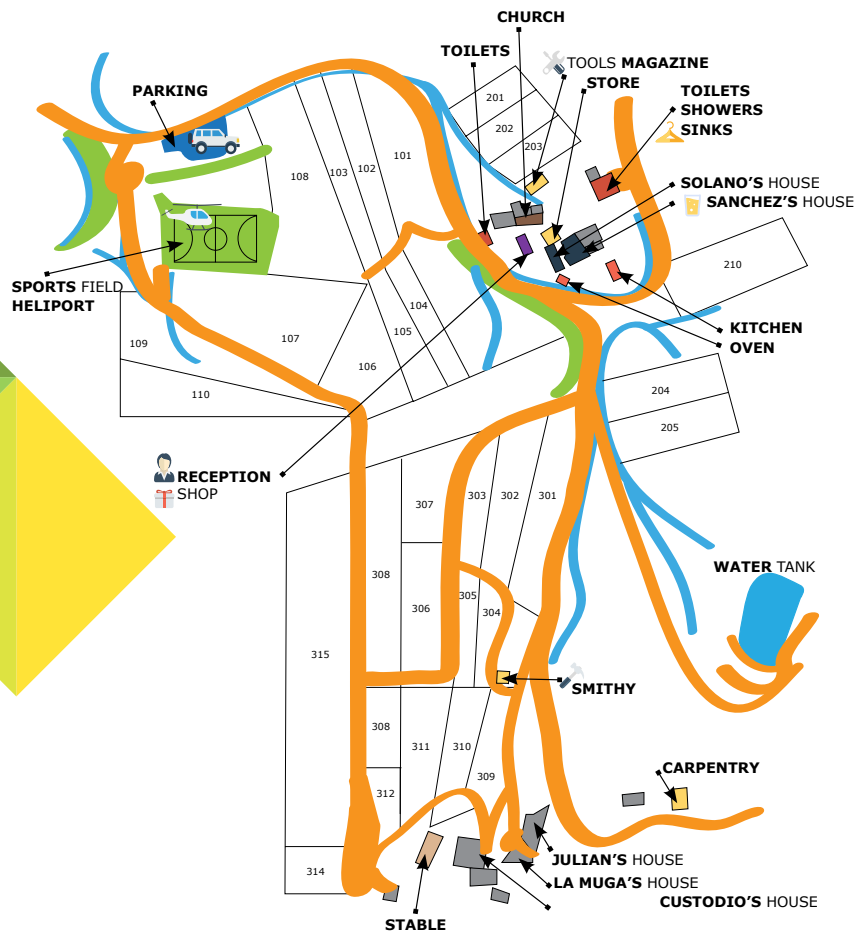 CHURCH
TOILETS
TOOLS MAGAZINE
STORE
PARKING
TOILETS
SHOWERS
SINKS
201
202
203
101
102
103
108
SOLANO'S HOUSE
SANCHEZ'S HOUSE
210
SPORTS FIELD
HELIPORT
104
105
106
107
109
110
KITCHEN
OVEN
204
205
RECEPTION
SHOP
301
302
303
307
308
306
305
304
315
WATER TANK
SMITHY
308
311
310
309
312
CARPENTRY
314
JULIAN'S HOUSE
LA MUGA'S HOUSE
CUSTODIO'S HOUSE
STABLE